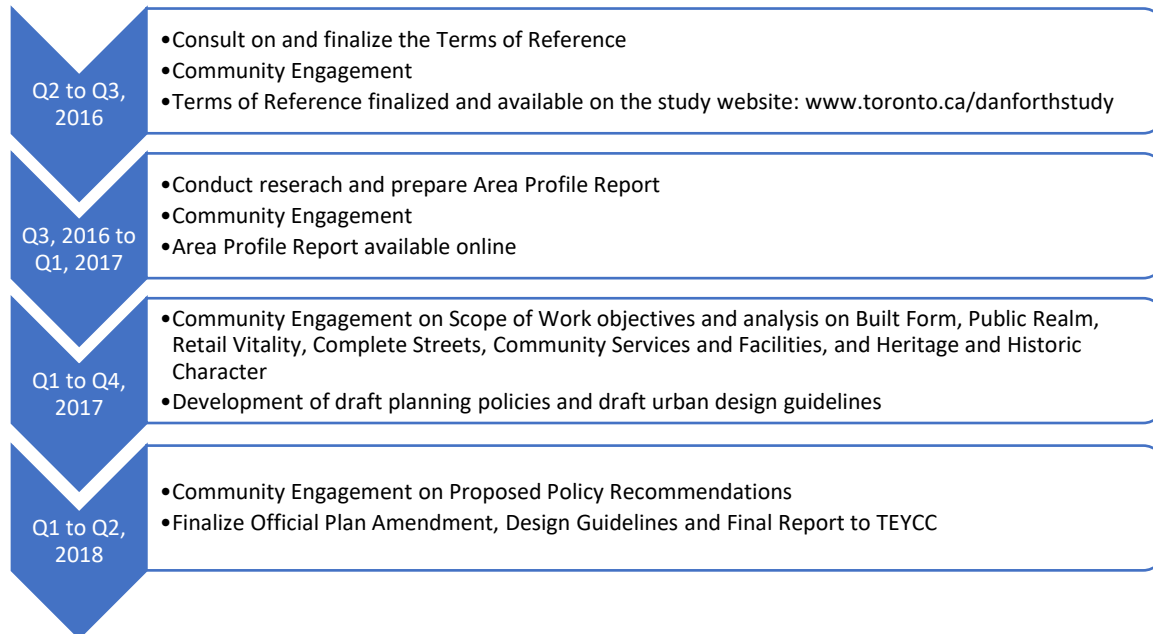 Q2 to Q3,
2016
•Consult on and finalize the Terms of Reference
•Community Engagement
•Terms of Reference finalized and available on the study website: www.toronto.ca/danforthstudy
Q3, 2016 to
Q1, 2017
•Conduct reserach and prepare Area Profile Report
•Community Engagement
•Area Profile Report available online
Q1 to Q4,
2017
•Community Engagement on Scope of Work objectives and analysis on Built Form, Public Realm,
Retail Vitality, Complete Streets, Community Services and Facilities, and Heritage and Historic
Character
•Development of draft planning policies and draft urban design guidelines
Q1 to Q2,
2018
•Community Engagement on Proposed Policy Recommendations
•Finalize Official Plan Amendment, Design Guidelines and Final Report to TEYCC